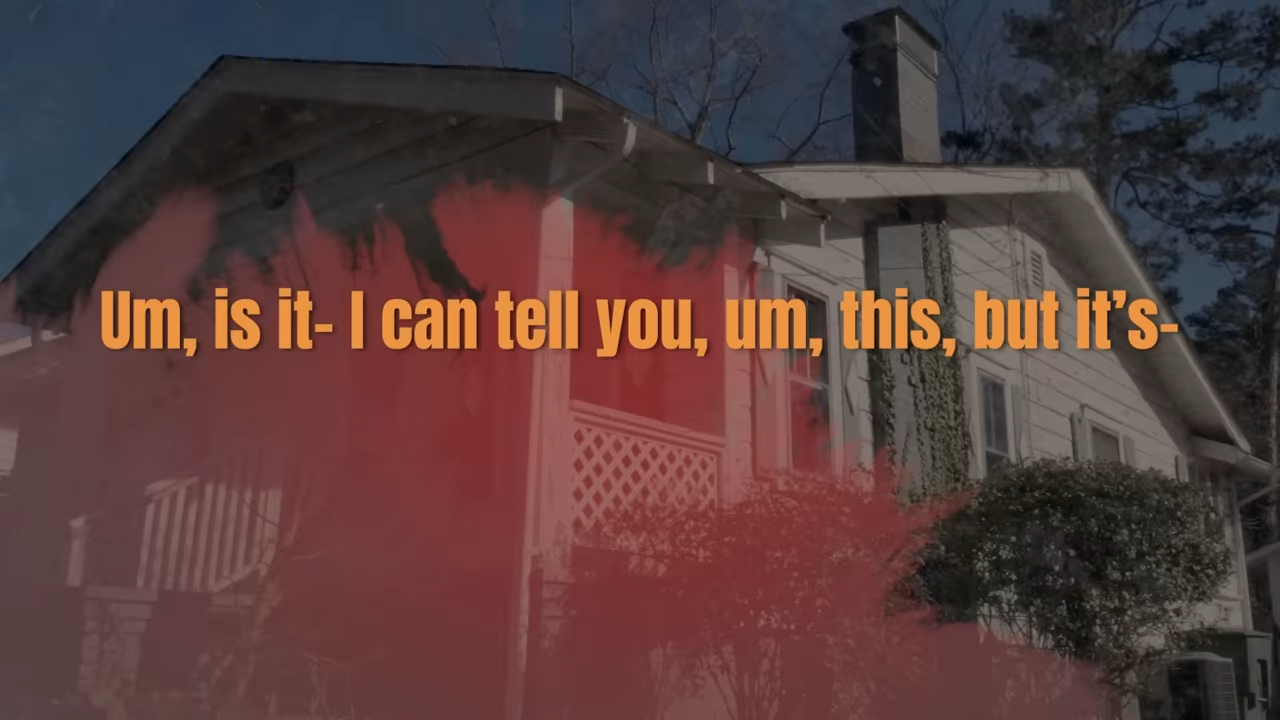 Um, is it- I can tell you, um, this, but it’s-